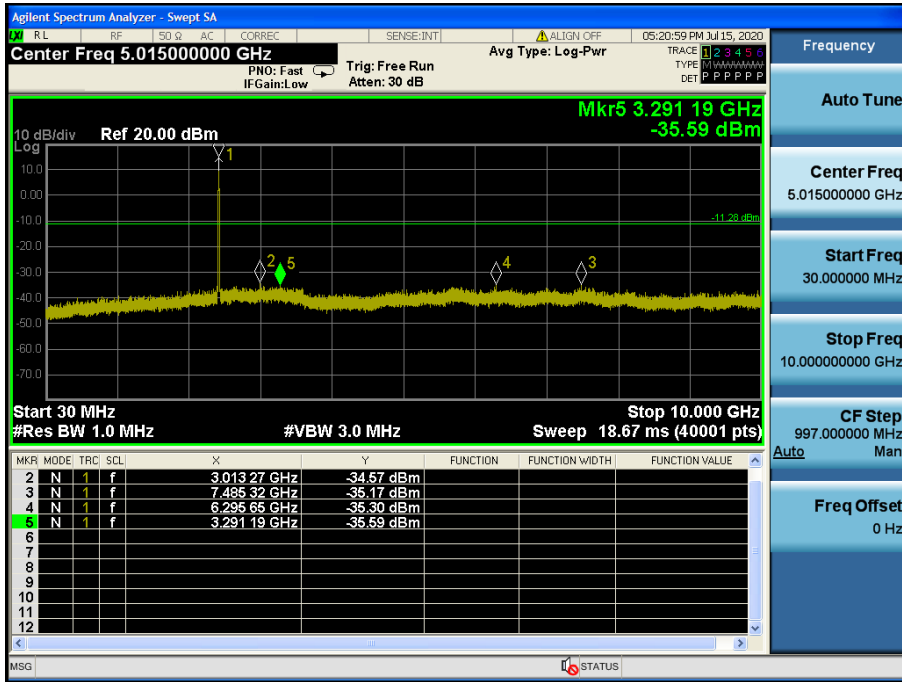 Agilent Spectrum Analyzer - Swept SA
LXI RL RF 50 Ω AC CORREC SENSE:INT ALIGN OFF 05:20:59 PM Jul 15, 2020
Center Freq 5.015000000 GHz Avg Type: Log-Pwr TRACE 1 2 3 4 5 6
PNO: Fast Trig: Free Run TYPE M WWWWW
IFGain:Low Atten: 30 dB DET P P P P P P
Mkr5 3.291 19 GHz
-35.59 dBm
10 dB/div Ref 20.00 dBm
Log
10.0
0.00
-10.0
-20.0
-30.0
-40.0
-50.0
-60.0
-70.0
1
-11.28 dBm
2 5 4 3
Start 30 MHz Stop 10.000 GHz
#Res BW 1.0 MHz #VBW 3.0 MHz Sweep 18.67 ms (40001 pts)
MKR MODE TRC SCL X Y FUNCTION FUNCTION WIDTH FUNCTION VALUE
2 N 1 f 3.013 27 GHz -34.57 dBm
3 N 1 f 7.485 32 GHz -35.17 dBm
4 N 1 f 6.295 65 GHz -35.30 dBm
5 N 1 f 3.291 19 GHz -35.59 dBm
6
7
8
9
10
11
12
MSG STATUS
Frequency
Auto Tune
Center Freq
5.015000000 GHz
Start Freq
30.000000 MHz
Stop Freq
10.000000000 GHz
CF Step
997.000000 MHz
Auto Man
Freq Offset
0 Hz